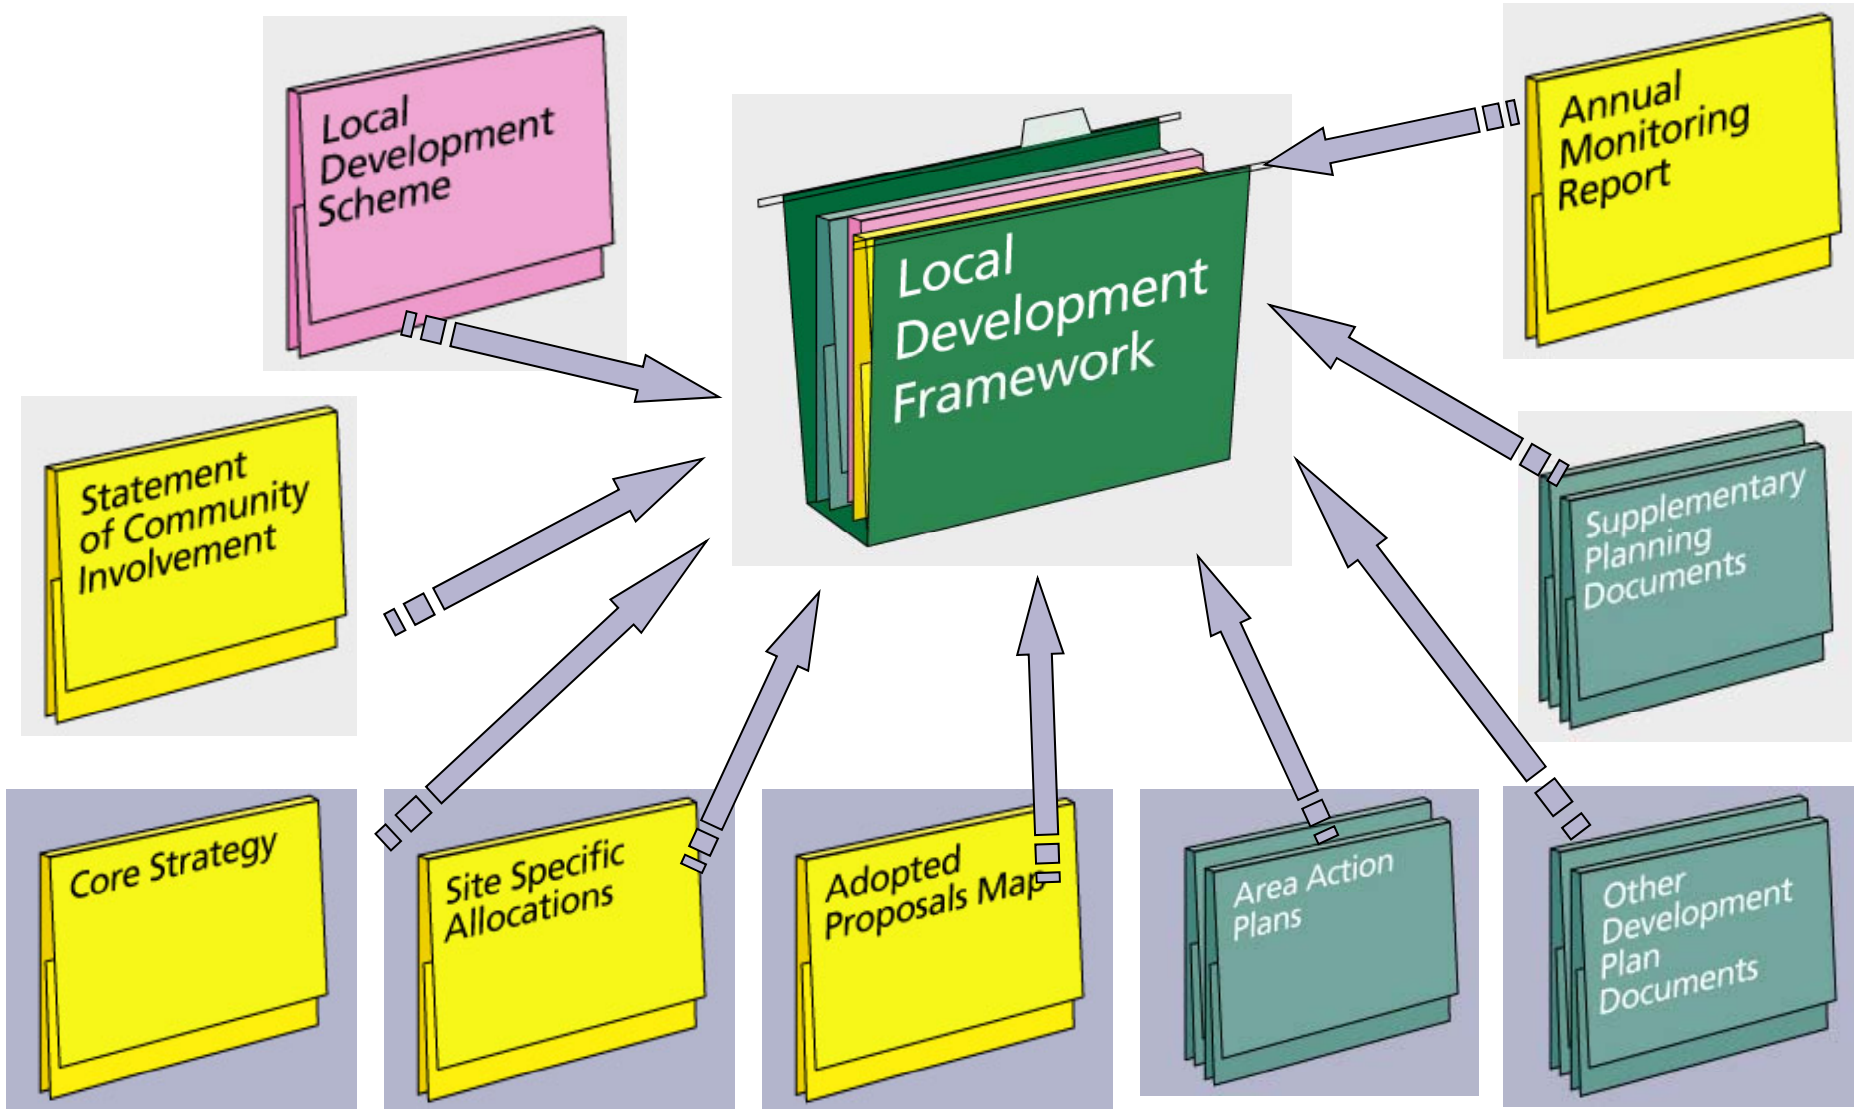 Local
Development
Scheme
Local
Development
Framework
Annual
Monitoring
Report
Statement
of Community
Involvement
Supplementary
Planning
Documents
Core Strategy
Site Specific
Allocations
Adopted
Proposals Map
Area Action
Plans
Other
Development
Plan
Documents